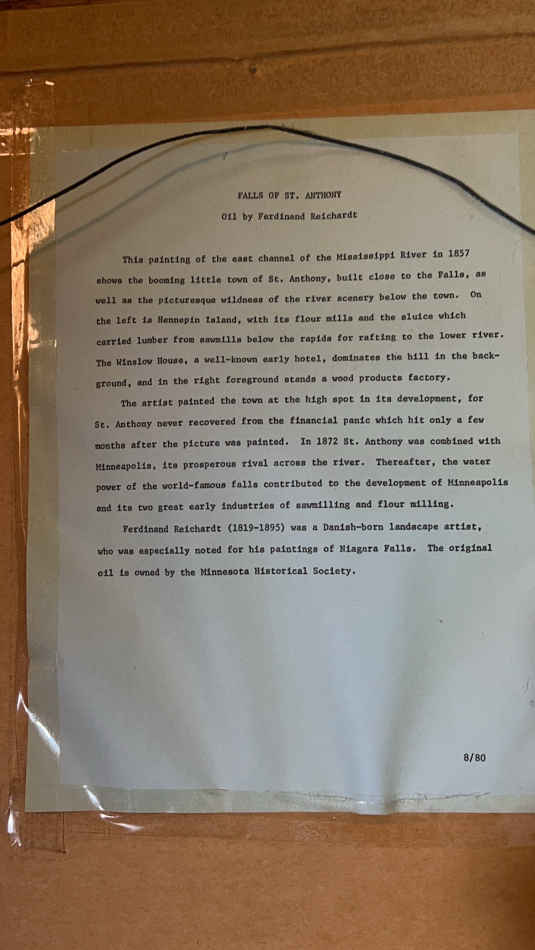 FALLS OF ST. ANTHONY
Oil by Ferdinand Reichardt
This painting of the east channel of the Mississippi River in 1857
shows the booming little town of St. Anthony, built close to the Falls, as
well as the picturesque wildness of the river scenery below the town. On
the left is Hennepin Island, with its flour mills and the sluice which
carried lumber from sawmills below the rapids for rafting to the lower river.
The Winslow House, a well-known early hotel, dominates the hill in the back-
ground, and in the right foreground stands a wood products factory.
The artist painted the town at the high spot in its development, for
St. Anthony never recovered from the financial panic which hit only a few
months after the picture was painted. In 1872 St. Anthony was combined with
Minneapolis, its prosperous rival across the river. Thereafter, the water
power of the world-famous falls contributed to the development of Minneapolis
and its two great early industries of sawmilling and flour milling.
Ferdinand Reichardt (1819-1895) was a Danish-born landscape artist,
who was especially noted for his paintings of Niagara Falls. The original
oil is owned by the Minnesota Historical Society.
8/80